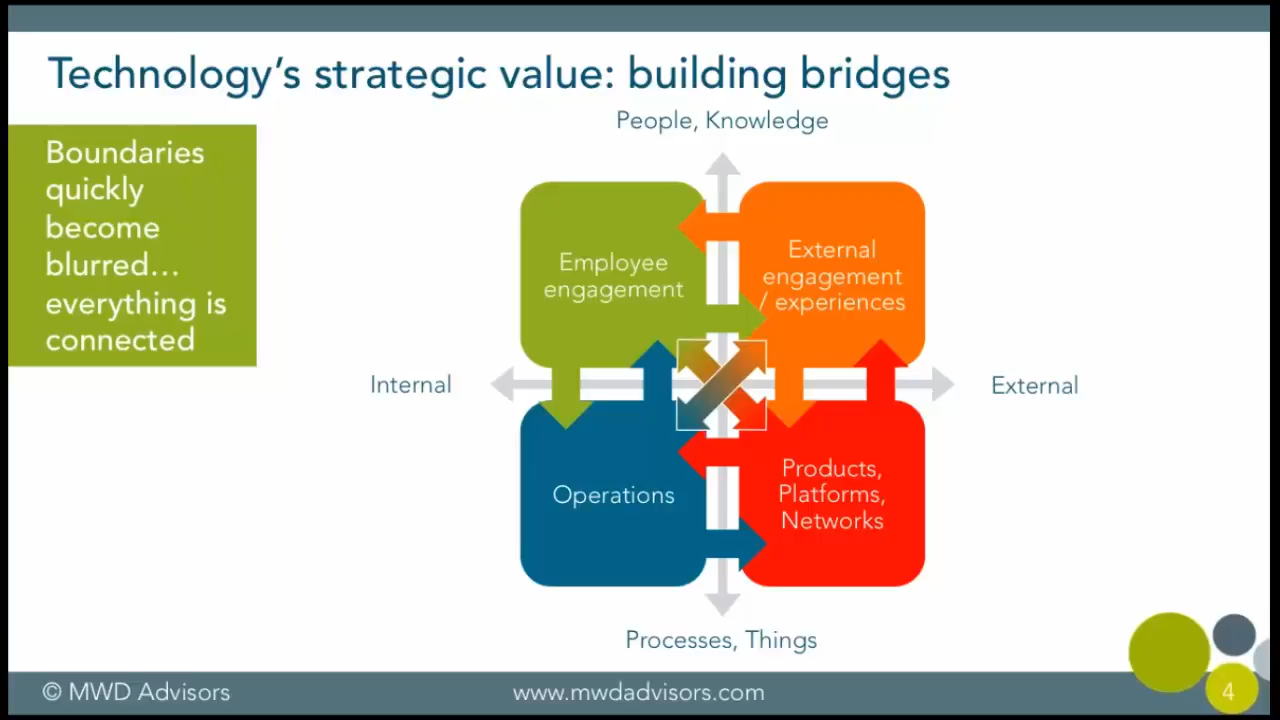 Technology’s strategic value: building bridges
Boundaries
quickly
become
blurred…
everything is
connected
People, Knowledge
Employee
engagement
External
engagement
/ experiences
Internal
External
Operations
Products,
Platforms,
Networks
Processes, Things
© MWD Advisors
www.mwdadvisors.com
4